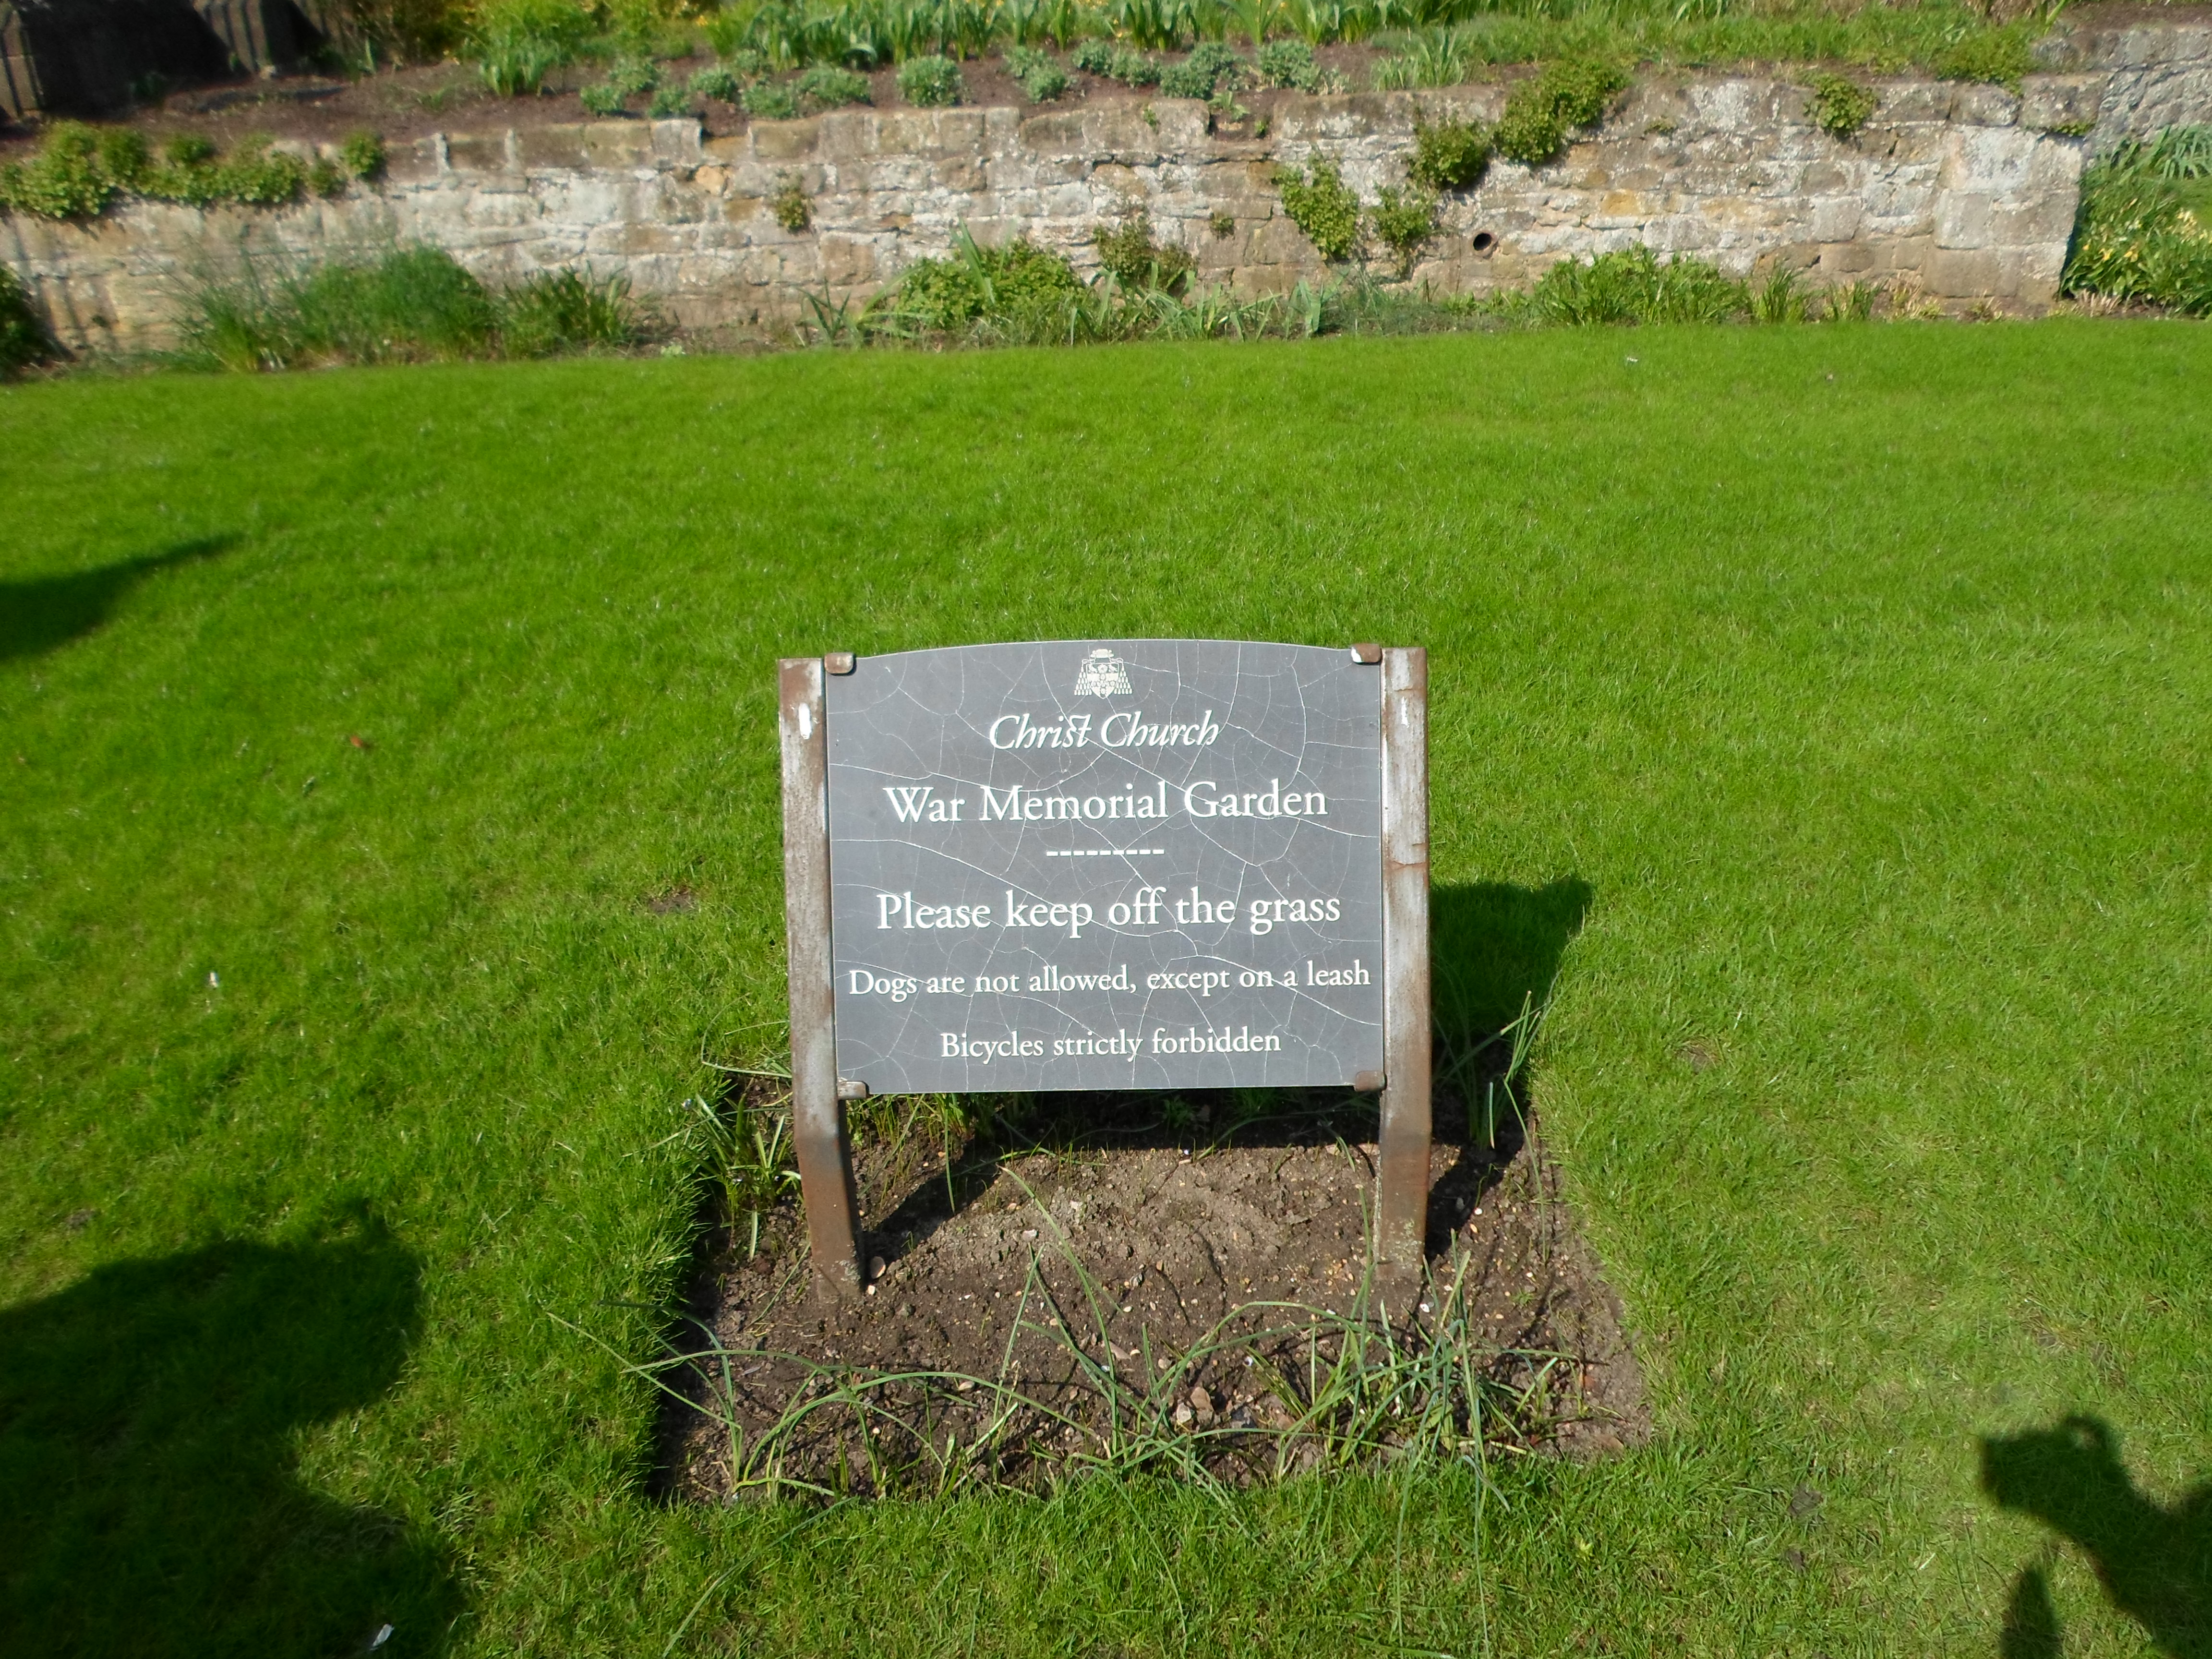 Christ Church
War Memorial Garden
---------
Please keep off the grass
Dogs are not allowed, except on a leash
Bicycles strictly forbidden